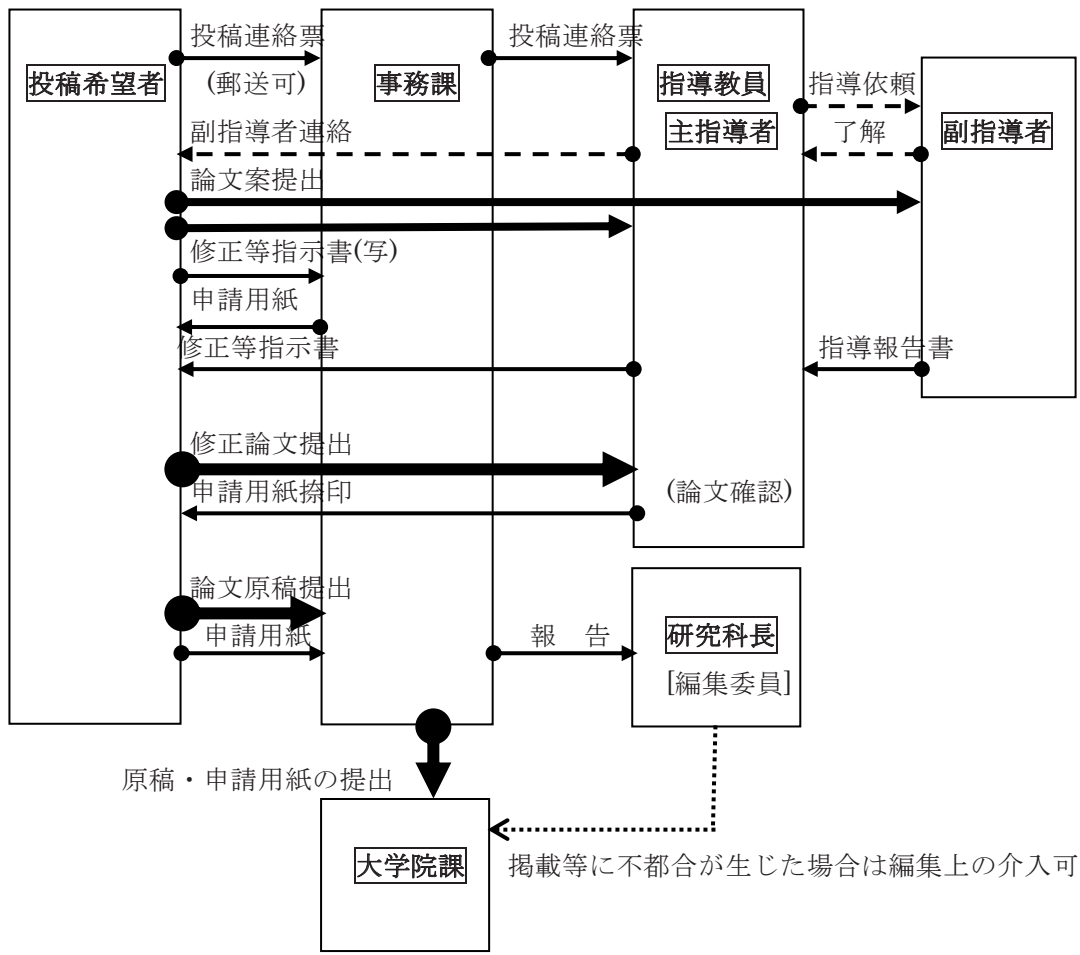 投稿連絡票
投稿連絡票
投稿希望者
(郵送可)
事務課
指導教員
指導依頼
副指導者連絡
主指導者
了解
副指導者
論文案提出
修正等指示書(写)
申請用紙
修正等指示書
指導報告書
修正論文提出
申請用紙捺印
(論文確認)
論文原稿提出
申請用紙
報 告
研究科長
[編集委員]
原稿・申請用紙の提出
大学院課
掲載等に不都合が生じた場合は編集上の介入可